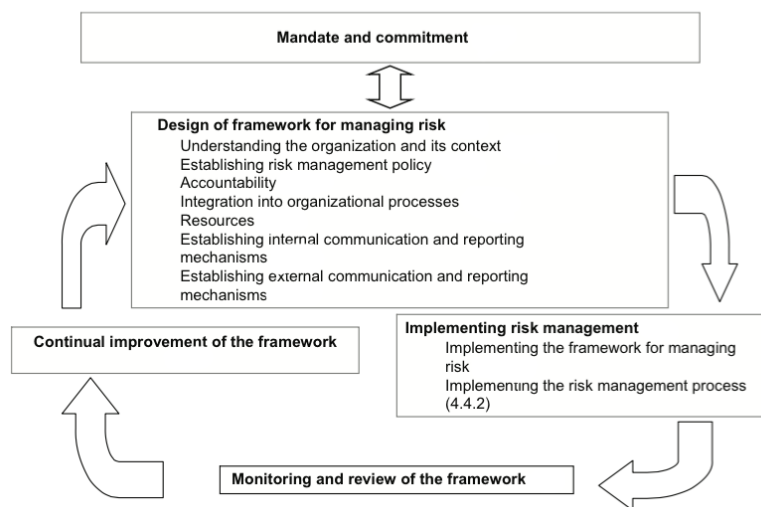 Mandate and commitment
Design of framework for managing risk
Understanding the organization and its context
Establishing risk management policy
Accountability
Integration into organizational processes
Resources
Establishing internal communication and reporting
mechanisms
Establishing external communication and reporting
mechanisms
Implementing risk management
Implementing the framework for managing
risk
Implementing the risk management process
(4.4.2)
Continual improvement of the framework
Monitoring and review of the framework